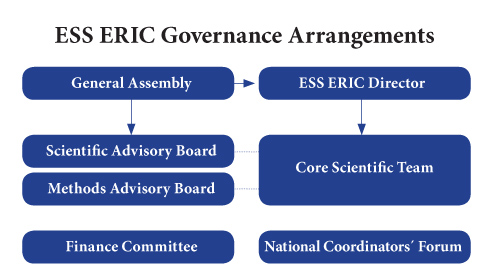 ESS ERIC Governance Arrangements
General Assembly
ESS ERIC Director
Scientific Advisory Board
Core Scientific Team
Methods Advisory Board
Finance Committee
National Coordinators´ Forum